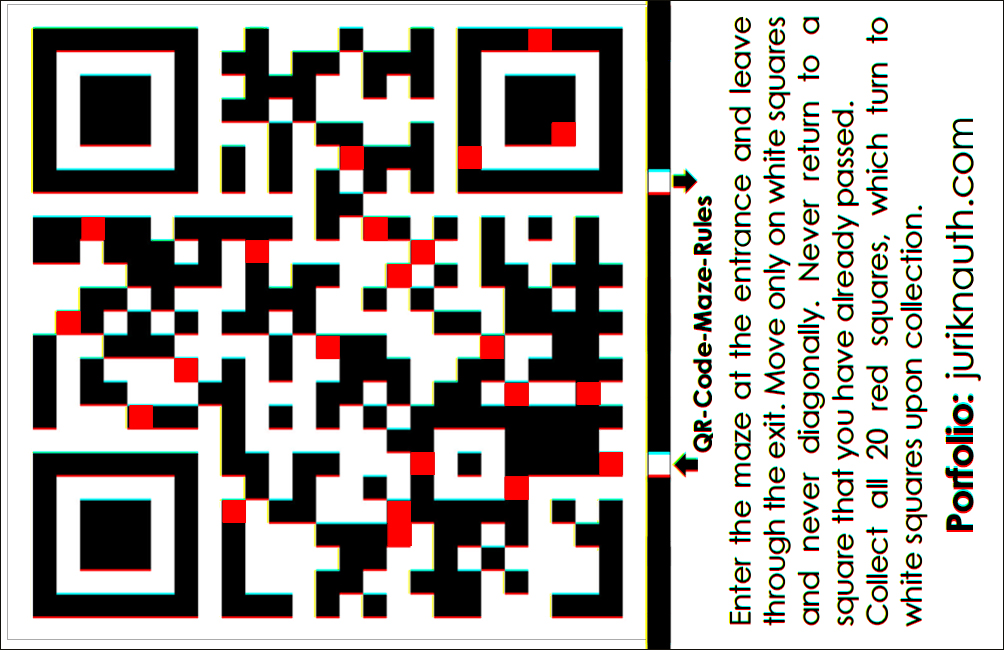 QR-Code-Maze-Rules
Enter the maze at the entrance and leave
through the exit. Move only on white squares
and never diagonally. Never return to a
square that you have already passed.
Collect all 20 red squares, which turn to
white squares upon collection.
Porfolio: juriknauth.com